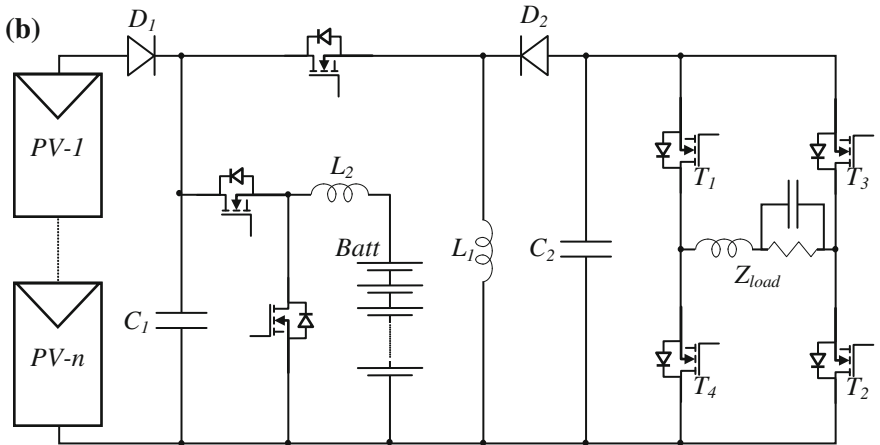 (b)
D1
D2
PV-1
L2
T1
T3
Batt
L1
C2
Zload
C1
PV-n
T4
T2